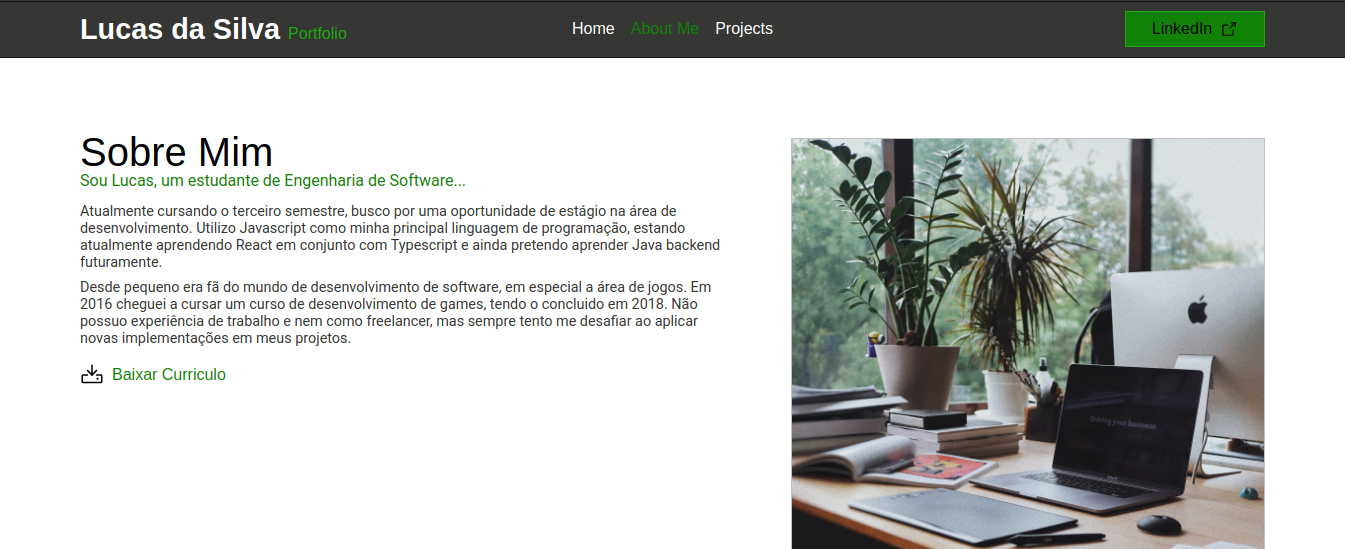 Lucas da Silva Portfolio Home About Me Projects LinkedIn
Sobre Mim
Sou Lucas, um estudante de Engenharia de Software...
Atualmente cursando o terceiro semestre, busco por uma oportunidade de estágio na área de
desenvolvimento. Utilizo Javascript como minha principal linguagem de programação, estando
atualmente aprendendo React em conjunto com Typescript e ainda pretendo aprender Java backend
futuramente.
Desde pequeno era fã do mundo de desenvolvimento de software, em especial a área de jogos. Em
2016 cheguei a cursar um curso de desenvolvimento de games, tendo o concluido em 2018. Não
possuo experiência de trabalho e nem como freelancer, mas sempre tento me desafiar ao aplicar
novas implementações em meus projetos.
Baixar Curriculo
Driving your business